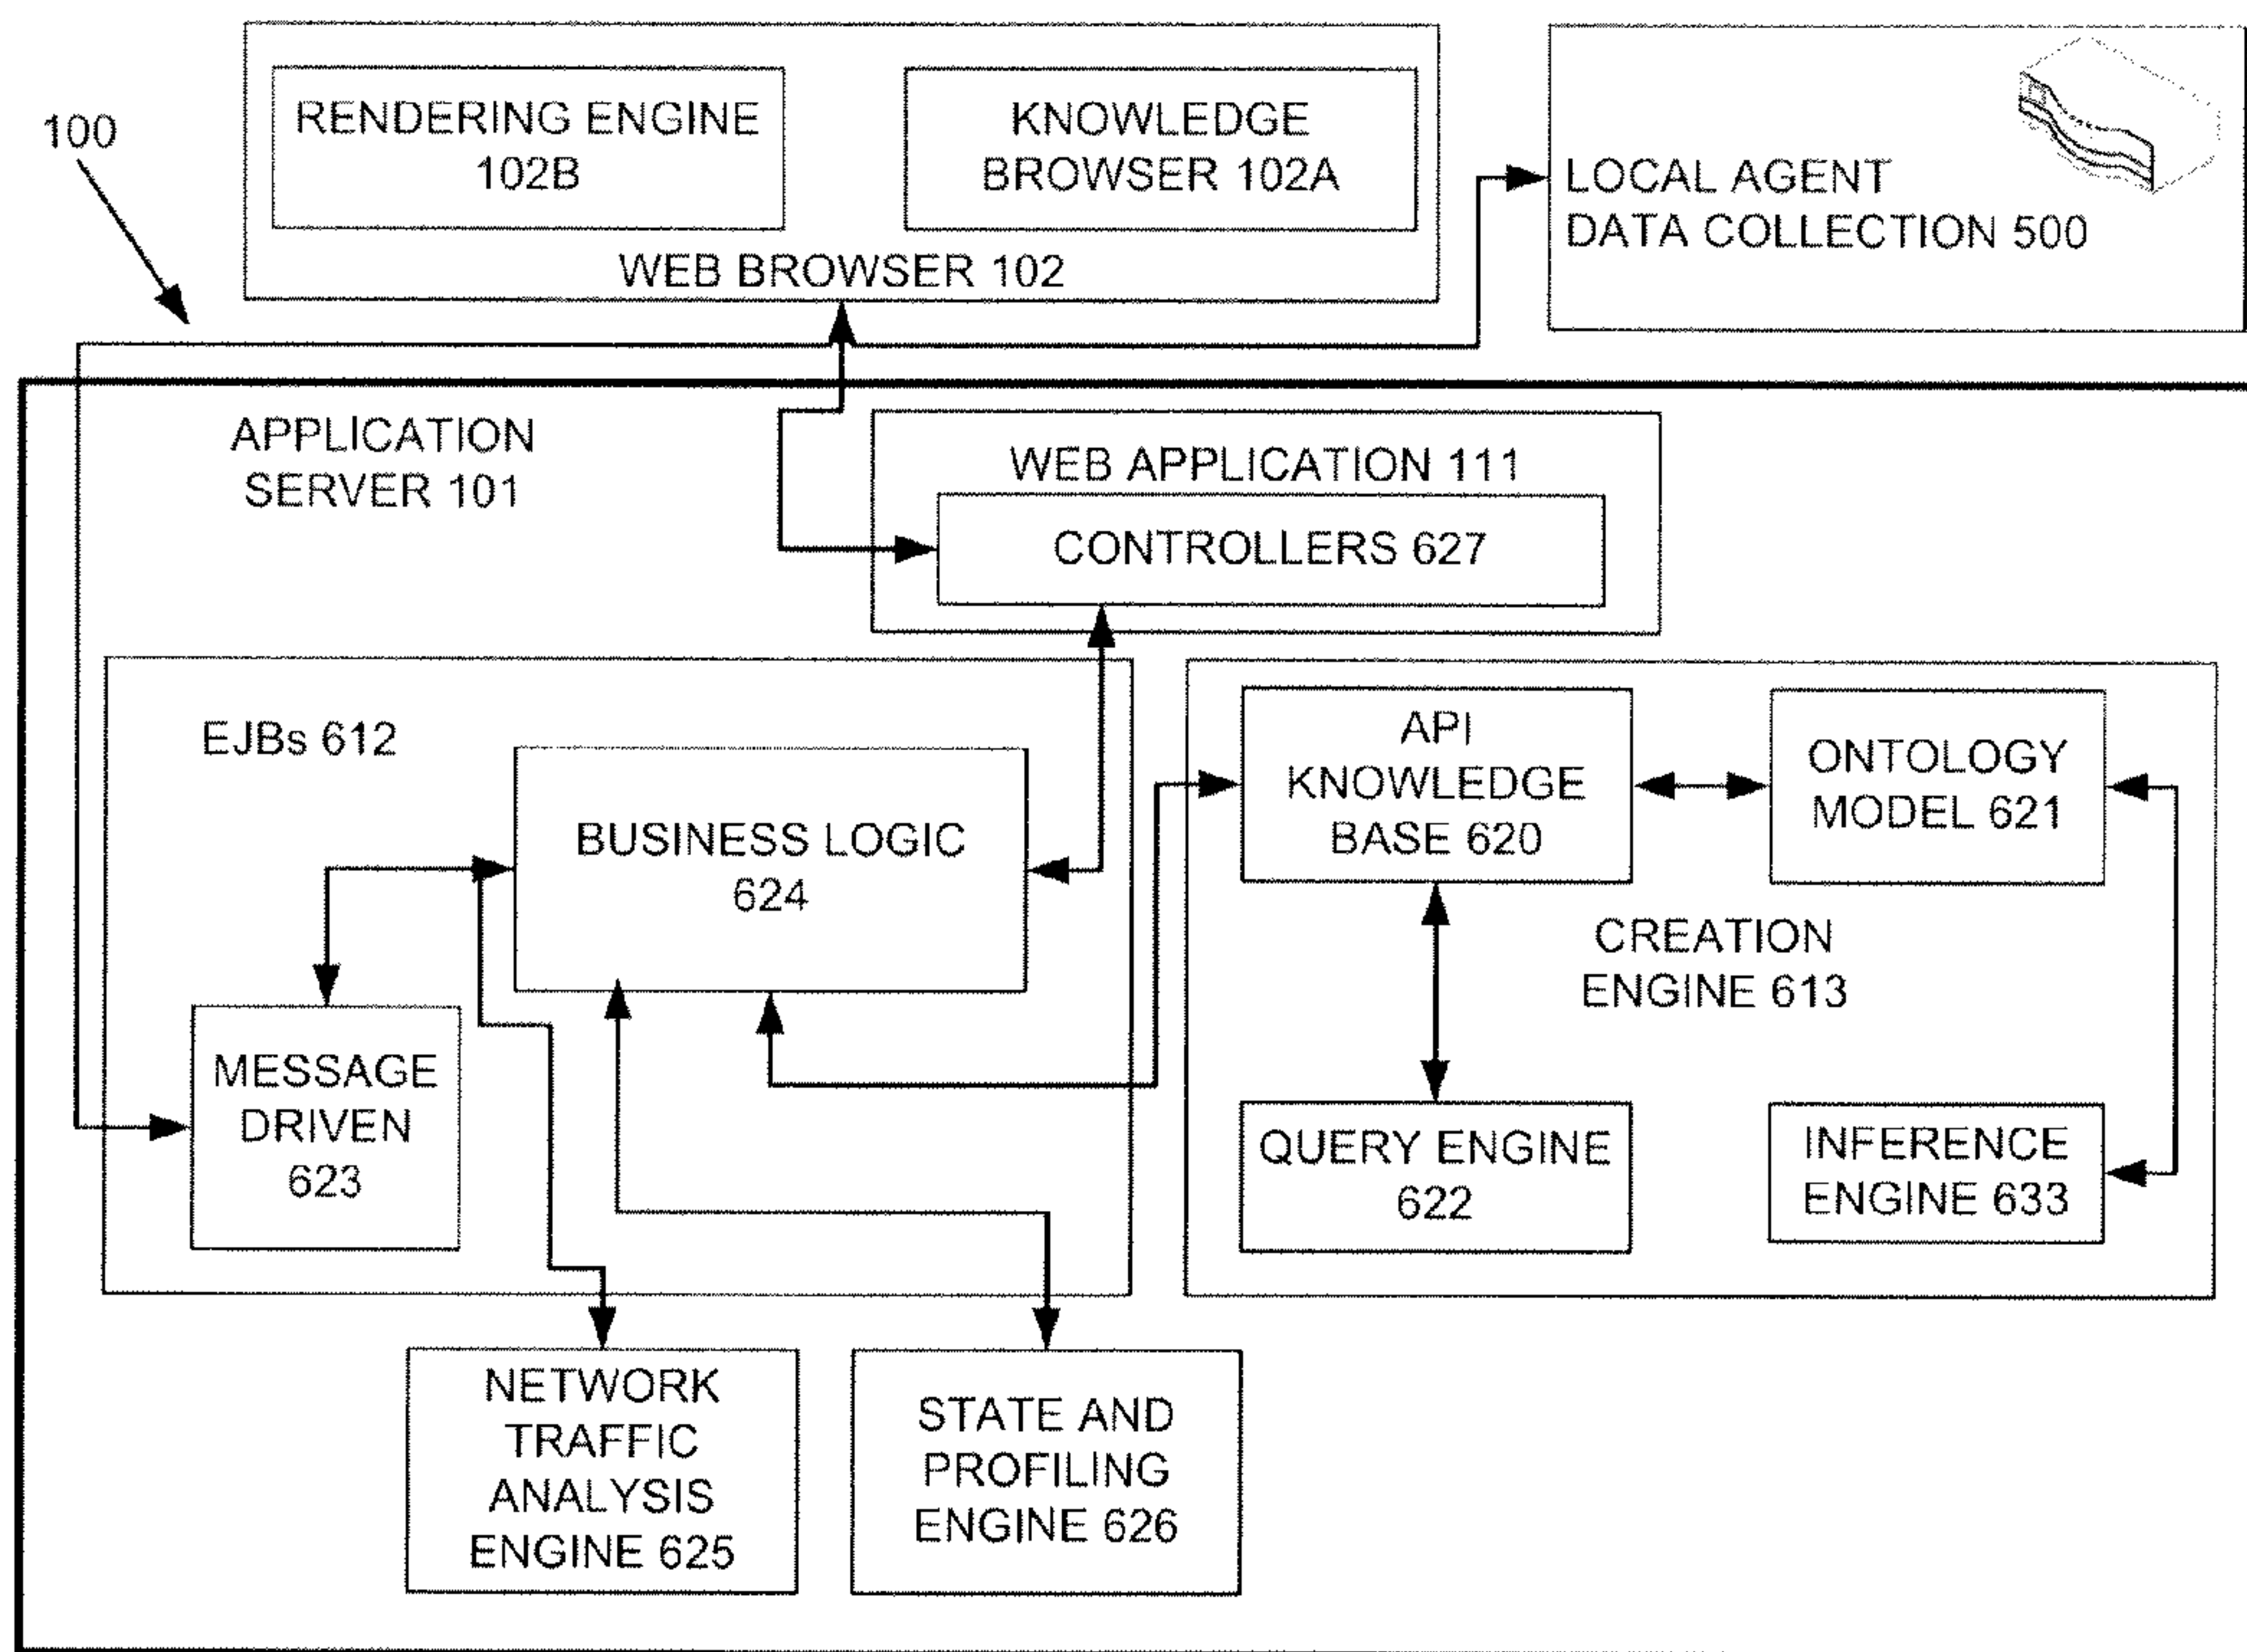 100
RENDERING ENGINE
102B
KNOWLEDGE
BROWSER 102A
WEB BROWSER 102
LOCAL AGENT
DATA COLLECTION 500
APPLICATION
SERVER 101
WEB APPLICATION 111
CONTROLLERS 627
EJBs 612
BUSINESS LOGIC
624
MESSAGE
DRIVEN
623
API
KNOWLEDGE
BASE 620
ONTOLOGY
MODEL 621
CREATION
ENGINE 613
QUERY ENGINE
622
INFERENCE
ENGINE 633
NETWORK
TRAFFIC
ANALYSIS
ENGINE 625
STATE AND
PROFILING
ENGINE 626